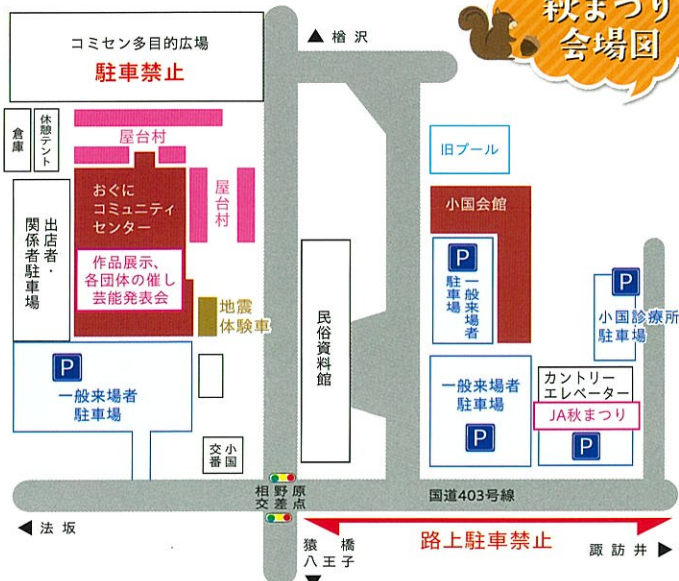 秋まつり
会場図
コミセン多目的広場
駐車禁止
▲ 楢沢
倉庫
休憩テント
屋台村
屋台村
旧プール
おぐに
コミュニティ
センター
小国会館
出店者・
関係者駐車場
作品展示、
各団体の催し
芸能発表会
地震
体験車
民俗資料館
P
一般来場者
駐車場
P
小国診療所
駐車場
P
一般来場者
駐車場
一般来場者
駐車場
P
カントリー
エレベーター
JA秋まつり
P
小国
交番
相野原
交差点
国道403号線
◀ 法坂
猿橋
八王子
▼
路上駐車禁止
諏訪井 ▶